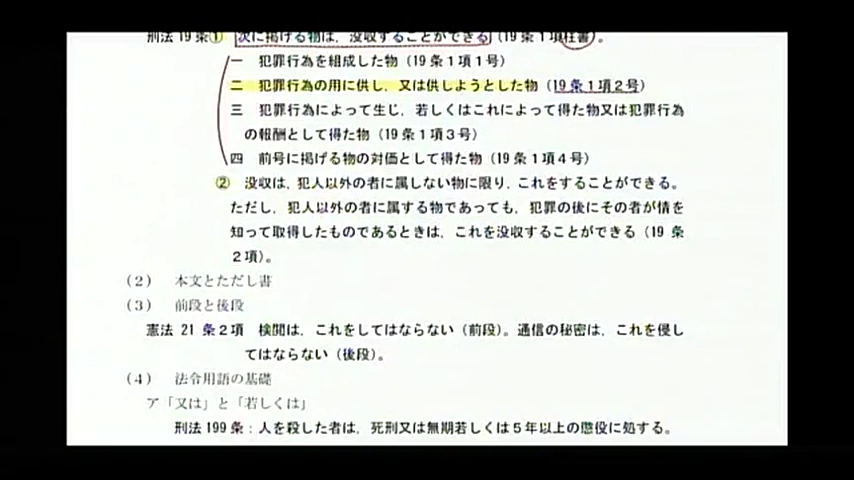 刑法19条① 次に掲げる物は、没収することができる(19条1項柱書)。
一 犯罪行為を組成した物(19条1項1号)
二 犯罪行為の用に供し、又は供しようとした物(19条1項2号)
三 犯罪行為によって生じ、若しくはこれによって得た物又は犯罪行為
の報酬として得た物(19条1項3号)
四 前号に掲げる物の対価として得た物(19条1項4号)
② 没収は、犯人以外の者に属しない物に限り、これをすることができる。
ただし、犯人以外の者に属する物であっても、犯罪の後にその者が情を
知って取得したものであるときは、これを没収することができる(19条
2項)。
(2) 本文とただし書
(3) 前段と後段
憲法21条2項 検閲は、これをしてはならない(前段)。通信の秘密は、これを侵し
てはならない(後段)。
(4) 法令用語の基礎
ア「又は」と「若しくは」
刑法199条:人を殺した者は、死刑又は無期若しくは5年以上の懲役に処する。